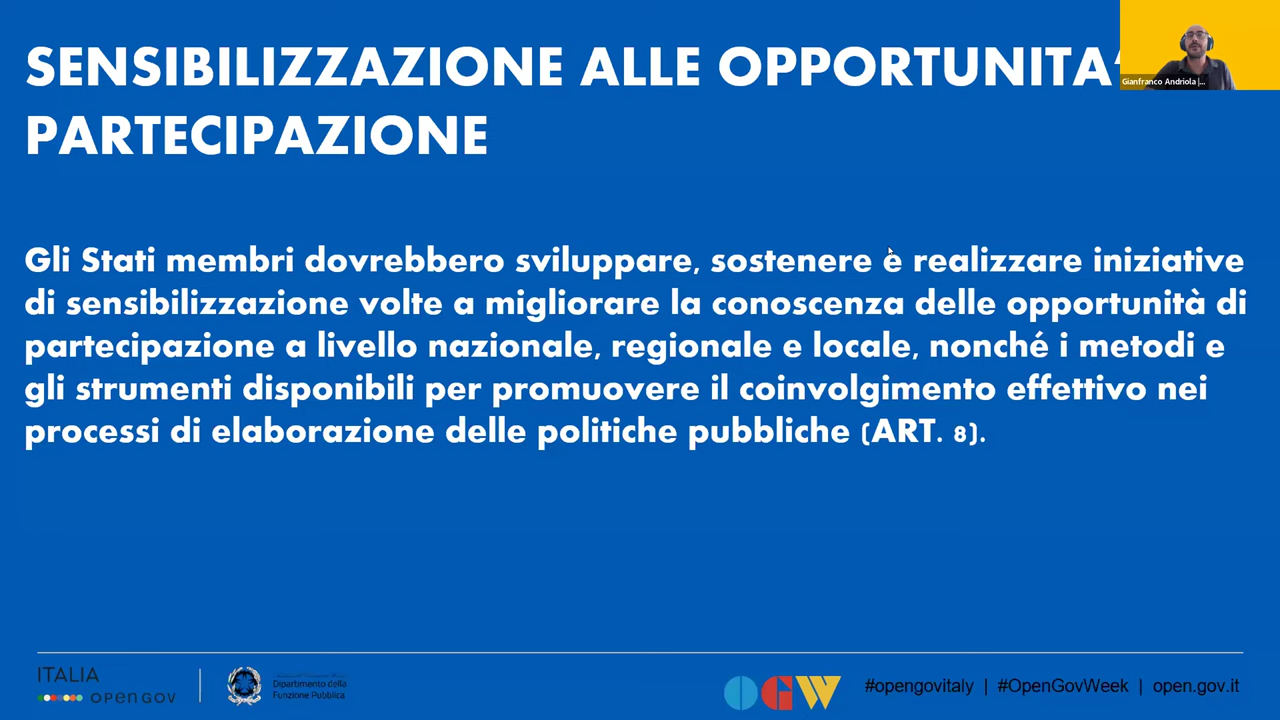 SENSIBILIZZAZIONE ALLE OPPORTUNITA'
PARTECIPAZIONE
Gianfranco Andriola |...
Gli Stati membri dovrebbero sviluppare, sostenere e realizzare iniziative
di sensibilizzazione volte a migliorare la conoscenza delle opportunità di
partecipazione a livello nazionale, regionale e locale, nonché i metodi e
gli strumenti disponibili per promuovere il coinvolgimento effettivo nei
processi di elaborazione delle politiche pubbliche (ART. 8).
ITALIA
open gov
Dipartimento della
Funzione Pubblica
OGW
#opengovitaly | #OpenGovWeek | open.gov.it